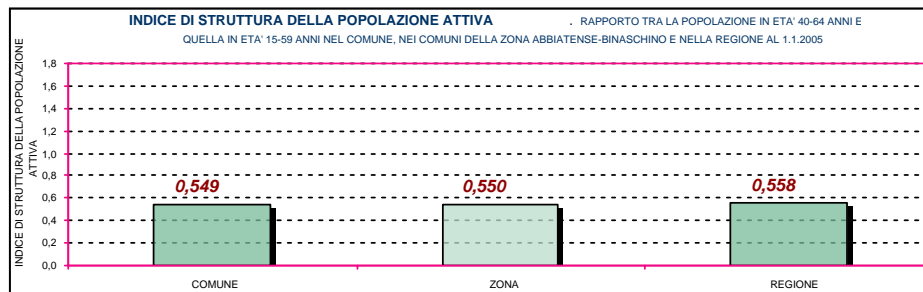 INDICE DI STRUTTURA DELLA POPOLAZIONE ATTIVA . RAPPORTO TRA LA POPOLAZIONE IN ETA' 40-64 ANNI E
QUELLA IN ETA' 15-59 ANNI NEL COMUNE, NEI COMUNI DELLA ZONA ABBIATENSE-BINASCHINO E NELLA REGIONE AL 1.1.2005
INDICE DI STRUTTURA DELLA POPOLAZIONE
ATTIVA
1,8
1,6
1,4
1,2
1,0
0,8
0,6
0,4
0,2
0,0
0,549
0,550
0,558
COMUNE
ZONA
REGIONE